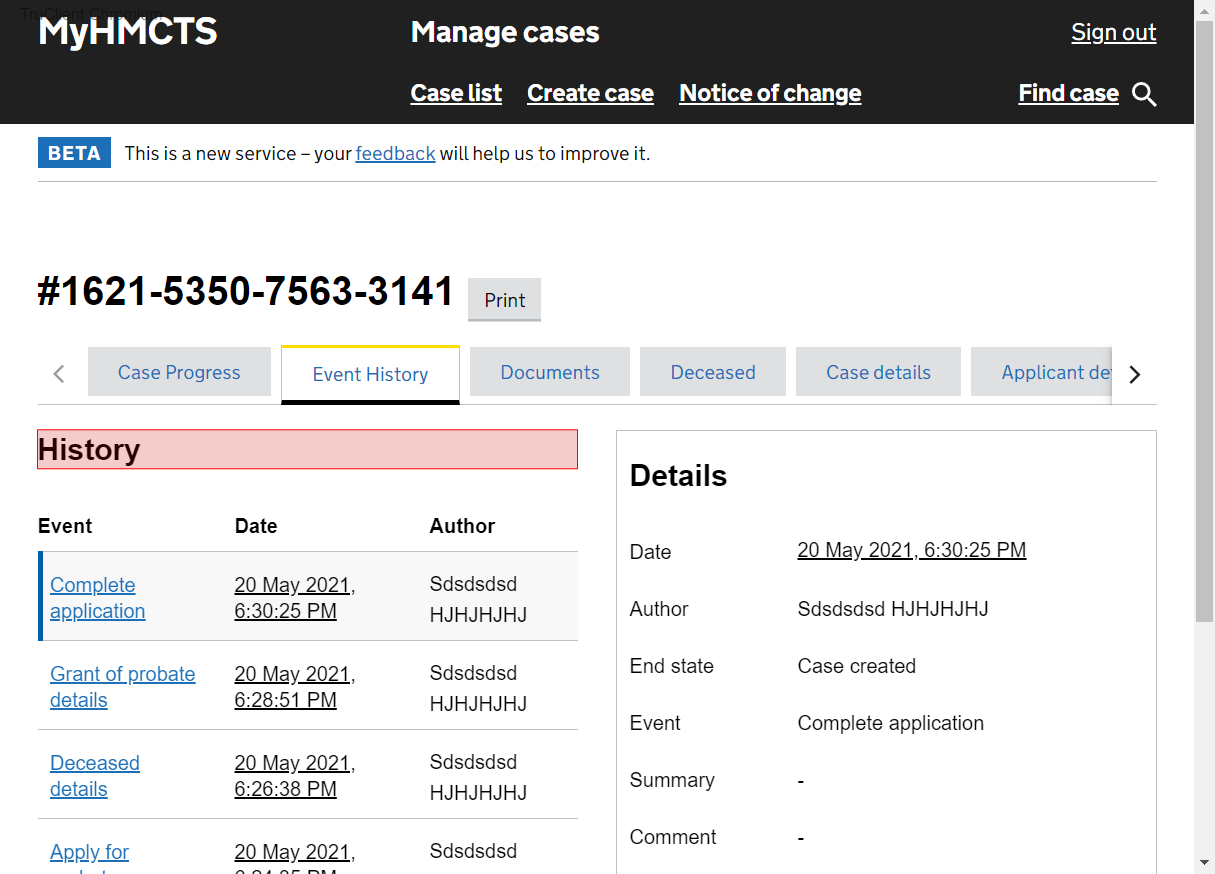 TruClient Chromium
MyHMCTS
Manage cases
Sign out
Case list Create case Notice of change Find case
BETA This is a new service – your feedback will help us to improve it.
#1621-5350-7563-3141 Print
Case Progress Event History Documents Deceased Case details Applicant de
History
Event Date Author
Complete application 20 May 2021, 6:30:25 PM Sdsdsdsd HJHJHJHJ
Grant of probate details 20 May 2021, 6:28:51 PM Sdsdsdsd HJHJHJHJ
Deceased details 20 May 2021, 6:26:38 PM Sdsdsdsd HJHJHJHJ
Apply for 20 May 2021, Sdsdsdsd
Details
Date 20 May 2021, 6:30:25 PM
Author Sdsdsdsd HJHJHJHJ
End state Case created
Event Complete application
Summary -
Comment -